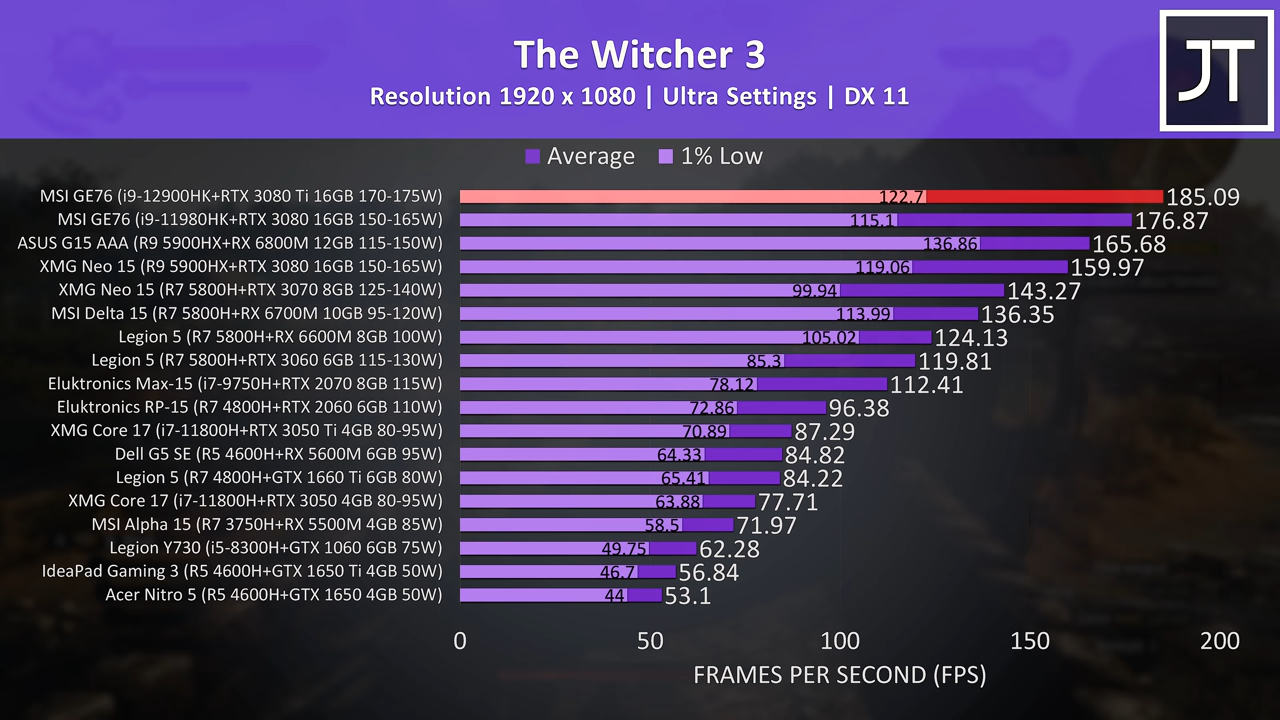 The Witcher 3
Resolution 1920 x 1080 | Ultra Settings | DX 11
JT
Average 1% Low
MSI GE76 (i9-12900HK+RTX 3080 Ti 16GB 170-175W) 122.7 185.09
MSI GE76 (i9-11980HK+RTX 3080 16GB 150-165W) 115.1 176.87
ASUS G15 AAA (R9 5900HX+RX 6800M 12GB 115-150W) 136.86 165.68
XMG Neo 15 (R9 5900HX+RTX 3080 16GB 150-165W) 119.06 159.97
XMG Neo 15 (R7 5800H+RTX 3070 8GB 125-140W) 99.94 143.27
MSI Delta 15 (R7 5800H+RX 6700M 10GB 95-120W) 113.99 136.35
Legion 5 (R7 5800H+RX 6600M 8GB 100W) 105.02 124.13
Legion 5 (R7 5800H+RTX 3060 6GB 115-130W) 85.3 119.81
Eluktronics Max-15 (i7-9750H+RTX 2070 8GB 115W) 78.12 112.41
Eluktronics RP-15 (R7 4800H+RTX 2060 6GB 110W) 72.86 96.38
XMG Core 17 (i7-11800H+RTX 3050 Ti 4GB 80-95W) 70.89 87.29
Dell G5 SE (R5 4600H+RX 5600M 6GB 95W) 64.33 84.82
Legion 5 (R7 4800H+GTX 1660 Ti 6GB 80W) 65.41 84.22
XMG Core 17 (i7-11800H+RTX 3050 4GB 80-95W) 63.88 77.71
MSI Alpha 15 (R7 3750H+RX 5500M 4GB 85W) 58.5 71.97
Legion Y730 (i5-8300H+GTX 1060 6GB 75W) 49.75 62.28
IdeaPad Gaming 3 (R5 4600H+GTX 1650 Ti 4GB 50W) 46.7 56.84
Acer Nitro 5 (R5 4600H+GTX 1650 4GB 50W) 44 53.1
0 50 100 150 200
FRAMES PER SECOND (FPS)